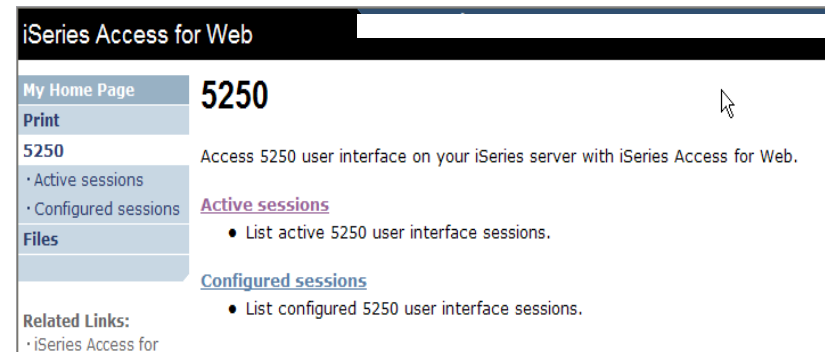 iSeries Access for Web
My Home Page
Print
5250
· Active sessions
· Configured sessions
Files
Related Links:
· iSeries Access for
5250
Access 5250 user interface on your iSeries server with iSeries Access for Web.
Active sessions
● List active 5250 user interface sessions.
Configured sessions
● List configured 5250 user interface sessions.